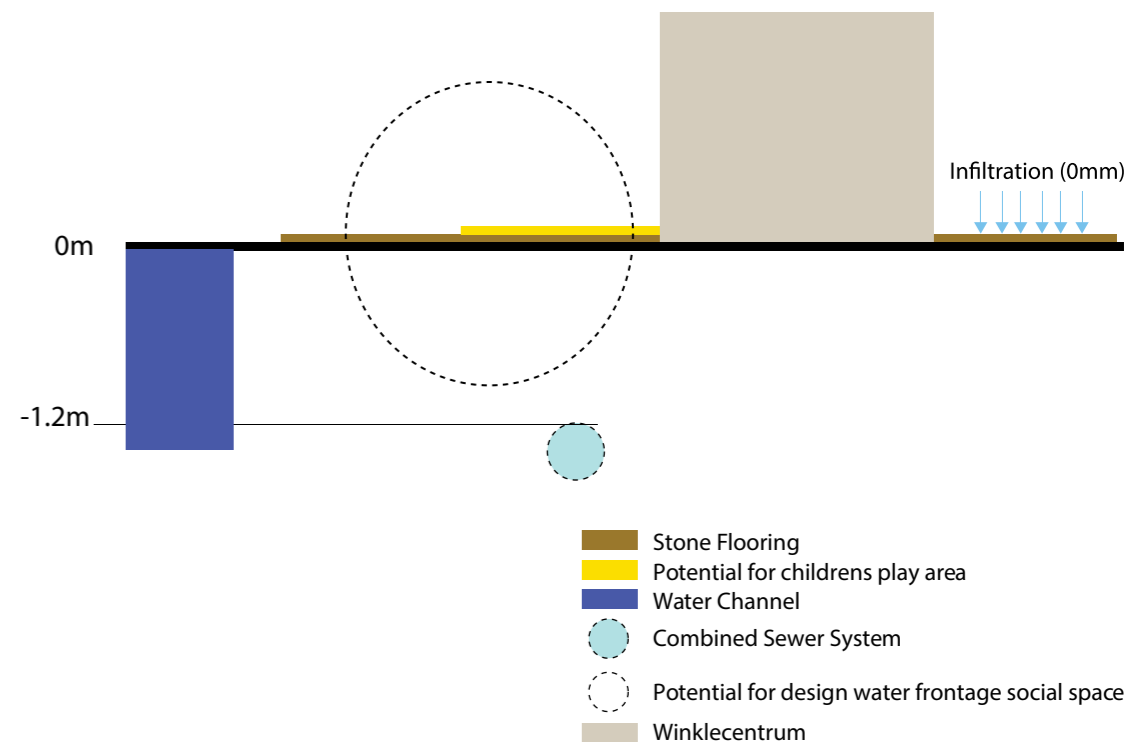 Infiltration (0mm)
0m
-1.2m
Stone Flooring
Potential for childrens play area
Water Channel
Combined Sewer System
Potential for design water frontage social space
Winklecentrum